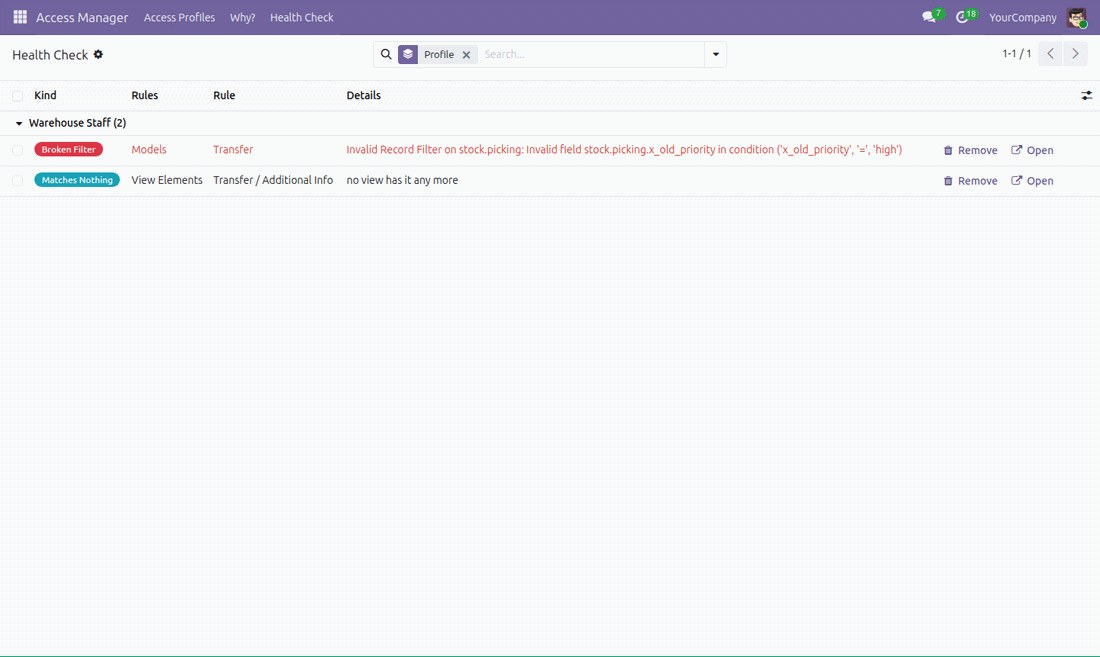 Access Manager Access Profiles Why? Health Check 7 18 YourCompany
Health Check Profile Search... 1-1 / 1
Kind Rules Rule Details
Warehouse Staff (2)
Broken Filter Models Transfer Invalid Record Filter on stock.picking: Invalid field stock.picking.x_old_priority in condition ('x_old_priority', '=', 'high') Remove Open
Matches Nothing View Elements Transfer / Additional Info no view has it any more Remove Open